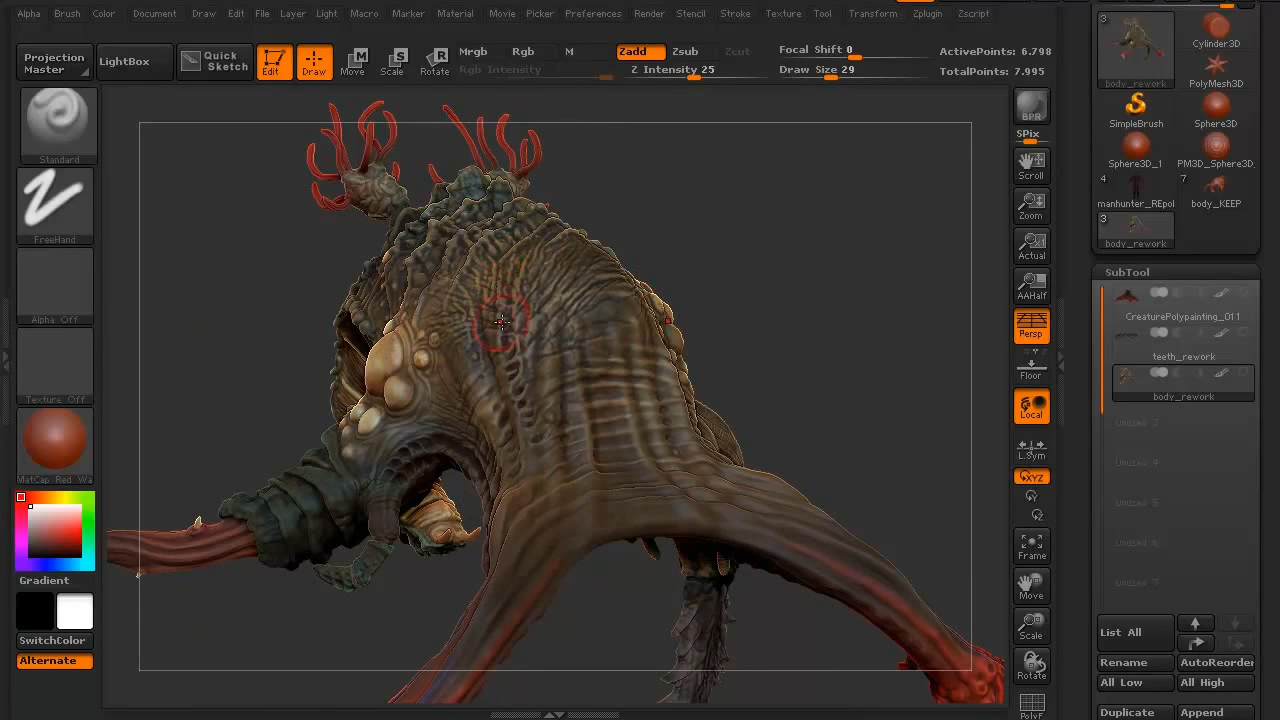 Alpha Brush Color Document Draw Edit File Layer Light Macro Marker Material Movie Picker Preferences Render Stencil Stroke Texture Tool Transform Zplugin Zscript
Projection Master
LightBox
Quick Sketch
Edit
Draw
Move
Scale
Rotate
Mrgb Rgb M Zadd Zsub Zcut
Rgb Intensity Z Intensity 25
Focal Shift 0
Draw Size 29
ActivePoints: 6.798
TotalPoints: 7.995
Standard
FreeHand
Alpha Off
Texture Off
MatCap Red Wa
Gradient
SwitchColor
Alternate
BPR
SPix
Scroll
Zoom
Actual
AAHalf
Persp
Floor
Local
L.Sym
XYZ
Frame
Move
Scale
Rotate
PolyF
3
body_rework
Cylinder3D
PolyMesh3D
SimpleBrush
Sphere3D
Sphere3D_1
PM3D_Sphere3D_
4
manhunter_REpol
7
body_KEEP
3
body_rework
SubTool
CreaturePolypainting_011
teeth_rework
body_rework
List All
Rename AutoReorder
All Low All High
Duplicate Append